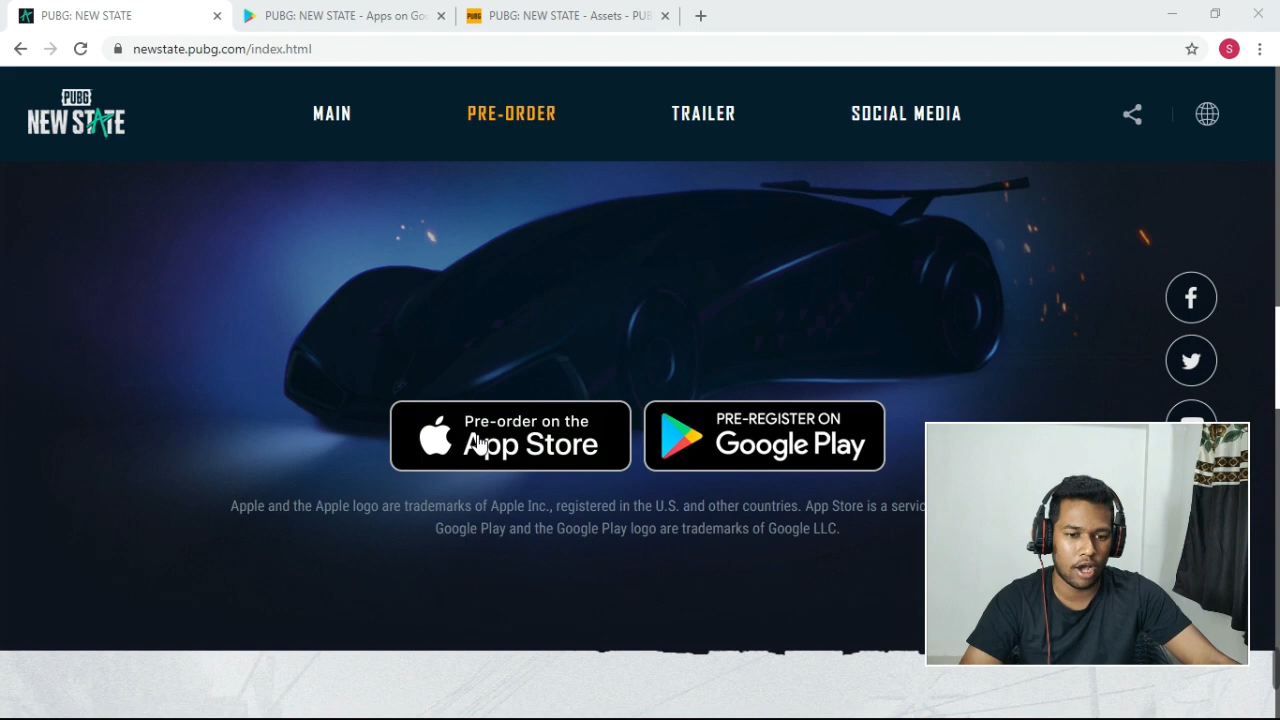 PUBG: NEW STATE
PUBG: NEW STATE - Apps on Go
PUBG
PUBG: NEW STATE - Assets - PUB
newstate.pubg.com/index.html
S
PUBG
NEW STATE
MAIN
PRE-ORDER
TRAILER
SOCIAL MEDIA
Pre-order on the
App Store
PRE-REGISTER ON
Google Play
Apple and the Apple logo are trademarks of Apple Inc., registered in the U.S. and other countries. App Store is a servic
Google Play and the Google Play logo are trademarks of Google LLC.